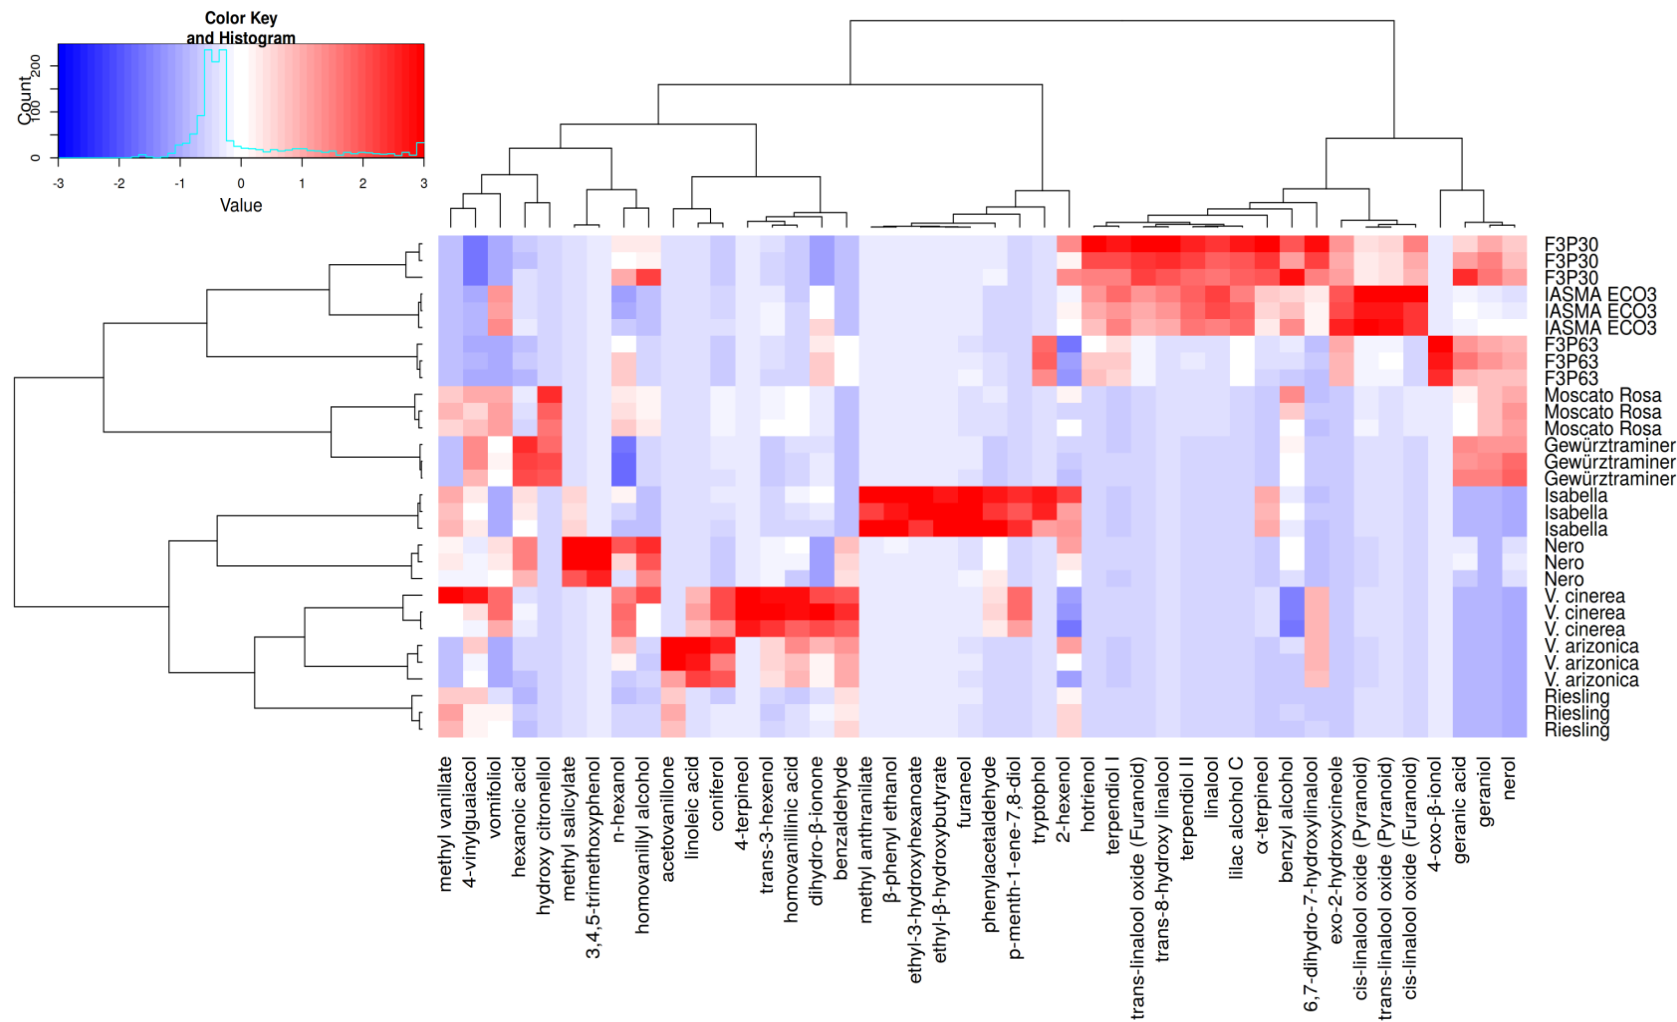 Color Key
and Histogram
Count
0
100
200
-3 -2 -1 0 1 2 3
Value
F3P30
F3P30
F3P30
IASMA ECO3
IASMA ECO3
IASMA ECO3
F3P63
F3P63
F3P63
Moscato Rosa
Moscato Rosa
Moscato Rosa
Gewürztraminer
Gewürztraminer
Gewürztraminer
Isabella
Isabella
Isabella
Nero
Nero
Nero
V. cinerea
V. cinerea
V. cinerea
V. arizonica
V. arizonica
V. arizonica
Riesling
Riesling
Riesling
methyl vanillate
4-vinylguaiacol
vomifoliol
hexanoic acid
hydroxy citronellol
methyl salicylate
3,4,5-trimethoxyphenol
n-hexanol
homovanillyl alcohol
acetovanillone
linoleic acid
coniferol
4-terpineol
trans-3-hexenol
homovanillinic acid
dihydro-β-ionone
benzaldehyde
methyl anthranilate
β-phenyl ethanol
ethyl-3-hydroxyhexanoate
ethyl-β-hydroxybutyrate
furaneol
phenylacetaldehyde
p-menth-1-ene-7,8-diol
tryptophol
2-hexenol
hotrienol
terpendiol I
trans-linalool oxide (Furanoid)
trans-8-hydroxy linalool
terpendiol II
linalool
lilac alcohol C
α-terpineol
benzyl alcohol
6,7-dihydro-7-hydroxylinalool
exo-2-hydroxycineole
cis-linalool oxide (Pyranoid)
trans-linalool oxide (Pyranoid)
cis-linalool oxide (Furanoid)
4-oxo-β-ionol
geranic acid
geraniol
nerol